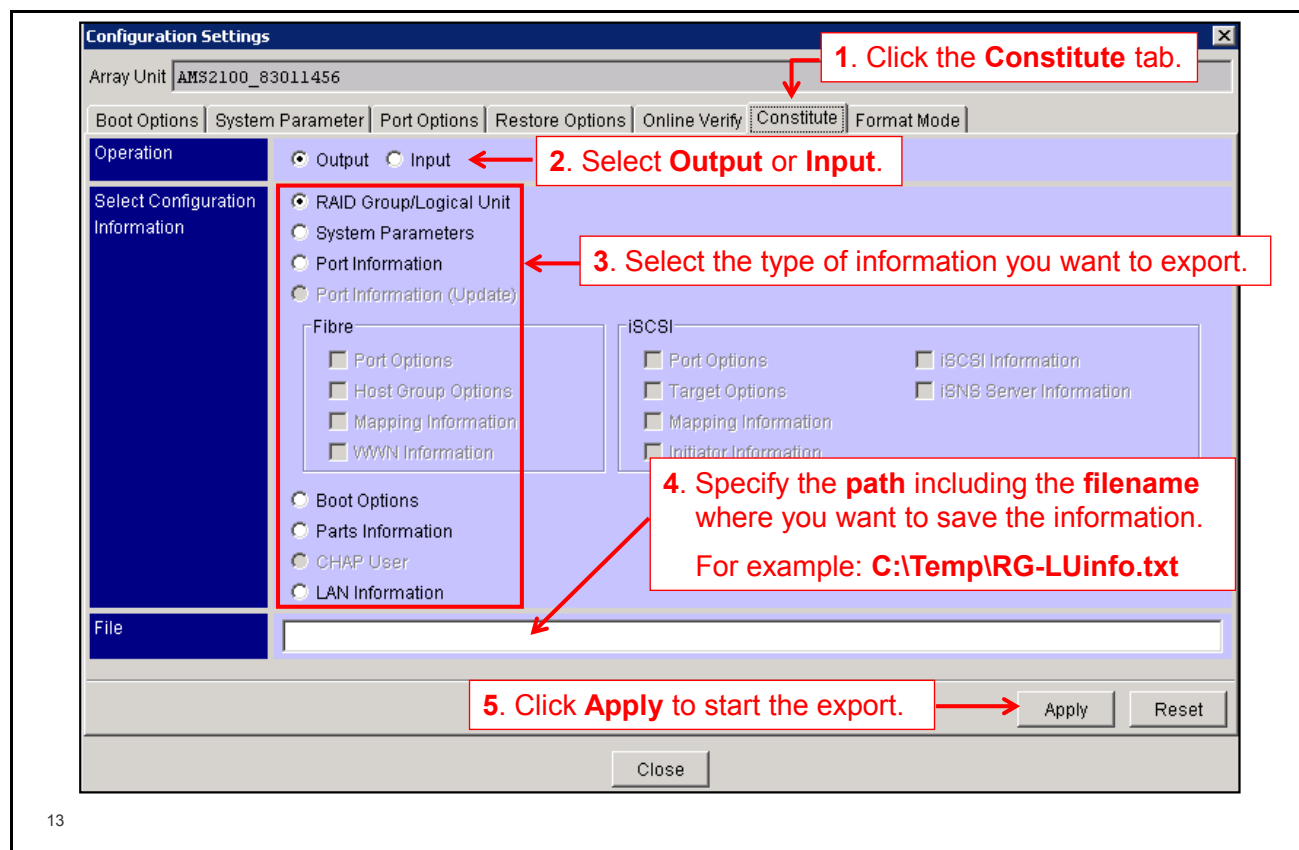 Configuration Settings
1. Click the Constitute tab.
Array Unit AMS2100_83011456
Boot Options System Parameter Port Options Restore Options Online Verify Constitute Format Mode
Operation
Output Input
2. Select Output or Input.
Select Configuration
Information
RAID Group/Logical Unit
System Parameters
Port Information
3. Select the type of information you want to export.
Port Information (Update)
Fibre
Port Options
Host Group Options
Mapping Information
WWN Information
iSCSI
Port Options
Target Options
Mapping Information
Initiator Information
iSCSI Information
iSNS Server Information
4. Specify the path including the filename
where you want to save the information.
For example: C:\Temp\RG-LUinfo.txt
Boot Options
Parts Information
CHAP User
LAN Information
File
5. Click Apply to start the export.
Apply Reset
Close
13